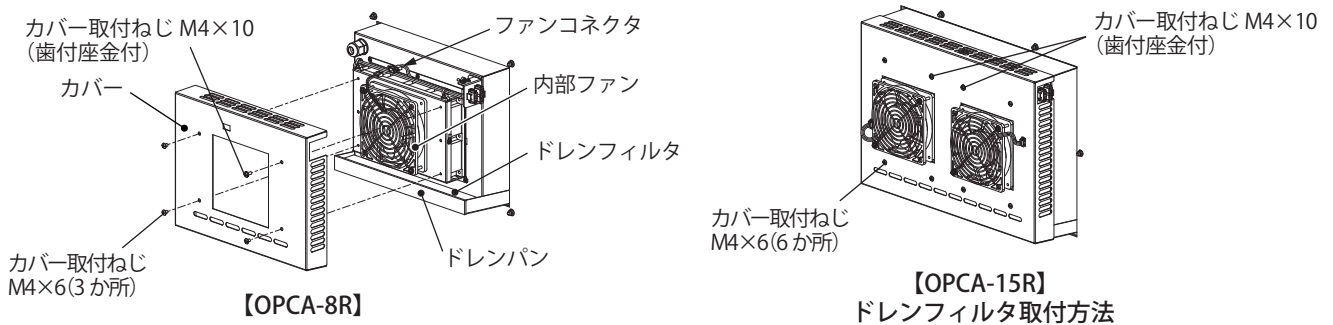 カバー取付ねじ M4×10
（歯付座金付）
カバー
カバー取付ねじ
M4×6（3 か所）
ファンコネクタ
内部ファン
ドレンフィルタ
ドレンパン
【OPCA-8R】
カバー取付ねじ M4×10
（歯付座金付）
カバー取付ねじ
M4×6（6 か所）
【OPCA-15R】
ドレンフィルタ取付方法